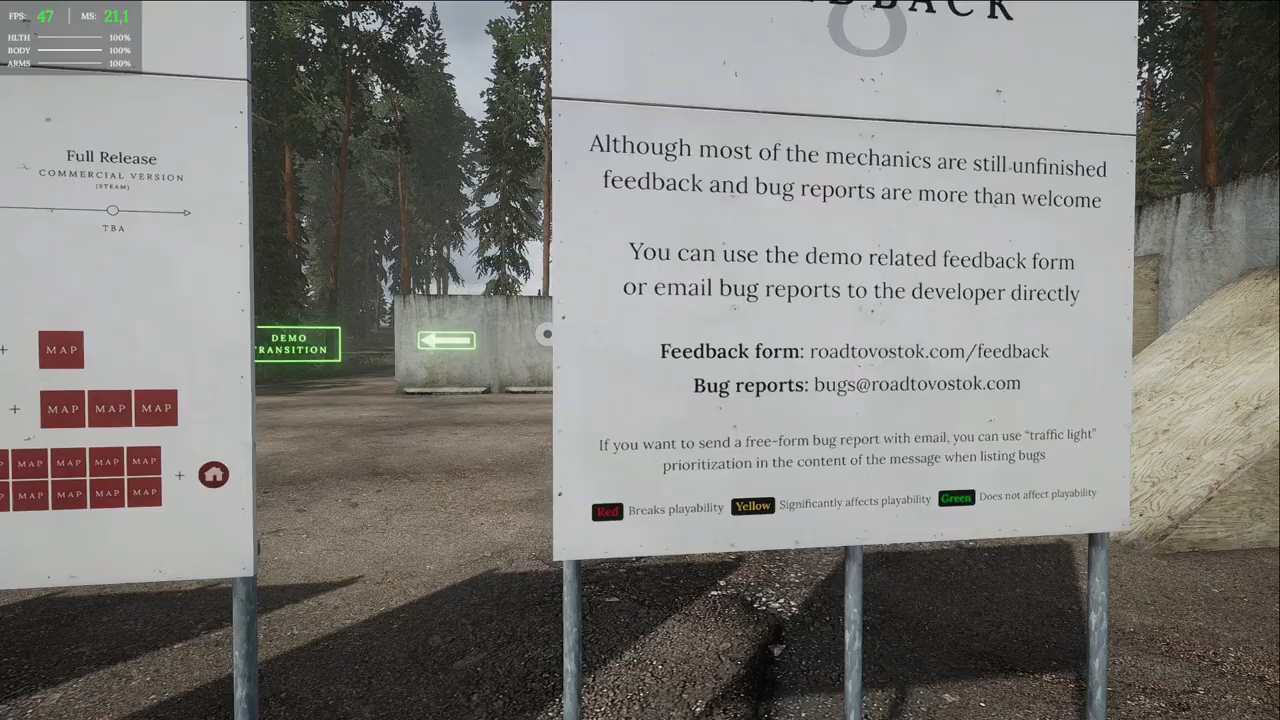 FPS: 47 MS: 21,1
HLTH 100%
BODY 100%
ARMS 100%
Full Release
COMMERCIAL VERSION
(STEAM)
TBA
+ MAP
+ MAP MAP MAP
MAP MAP MAP MAP
MAP MAP MAP MAP +
DEMO
TRANSITION
8
Although most of the mechanics are still unfinished
feedback and bug reports are more than welcome
You can use the demo related feedback form
or email bug reports to the developer directly
Feedback form: roadtovostok.com/feedback
Bug reports: bugs@roadtovostok.com
If you want to send a free-form bug report with email, you can use “traffic light”
prioritization in the content of the message when listing bugs
Red Breaks playability Yellow Significantly affects playability Green Does not affect playability